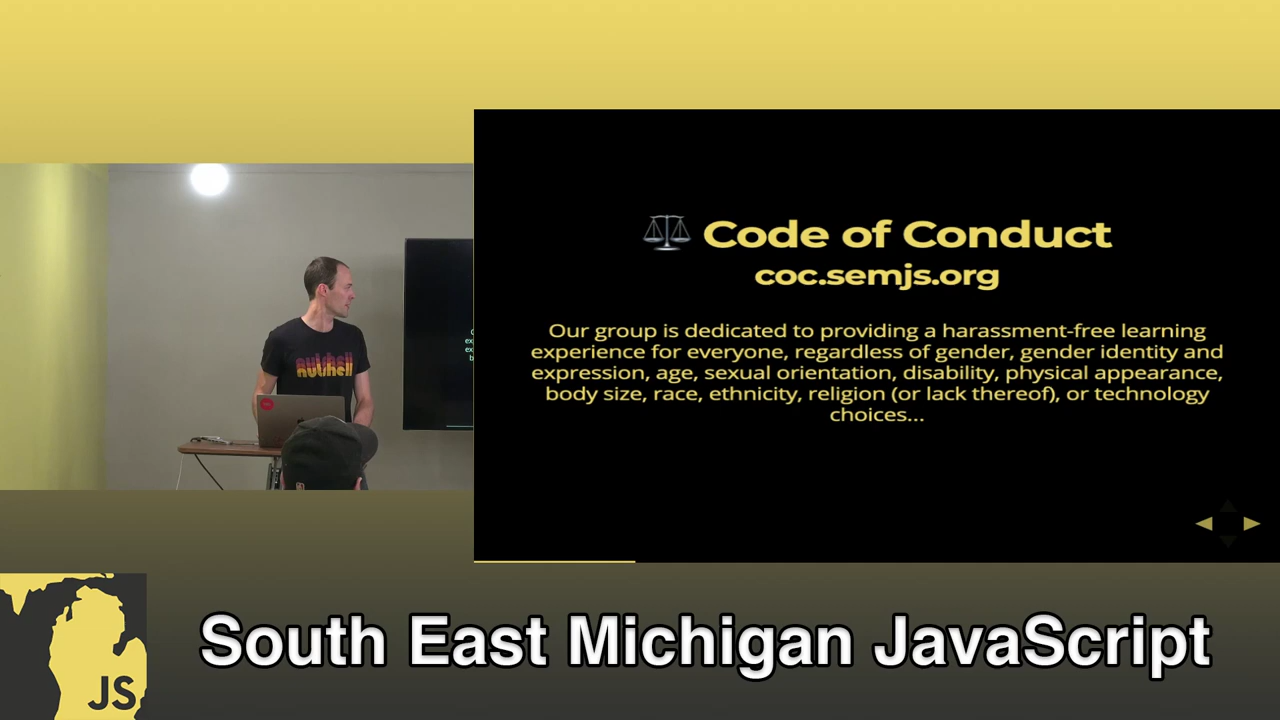 Code of Conduct
coc.semjs.org
Our group is dedicated to providing a harassment-free learning
experience for everyone, regardless of gender, gender identity and
expression, age, sexual orientation, disability, physical appearance,
body size, race, ethnicity, religion (or lack thereof), or technology
choices...
nutshell
nutshell
JS
South East Michigan JavaScript